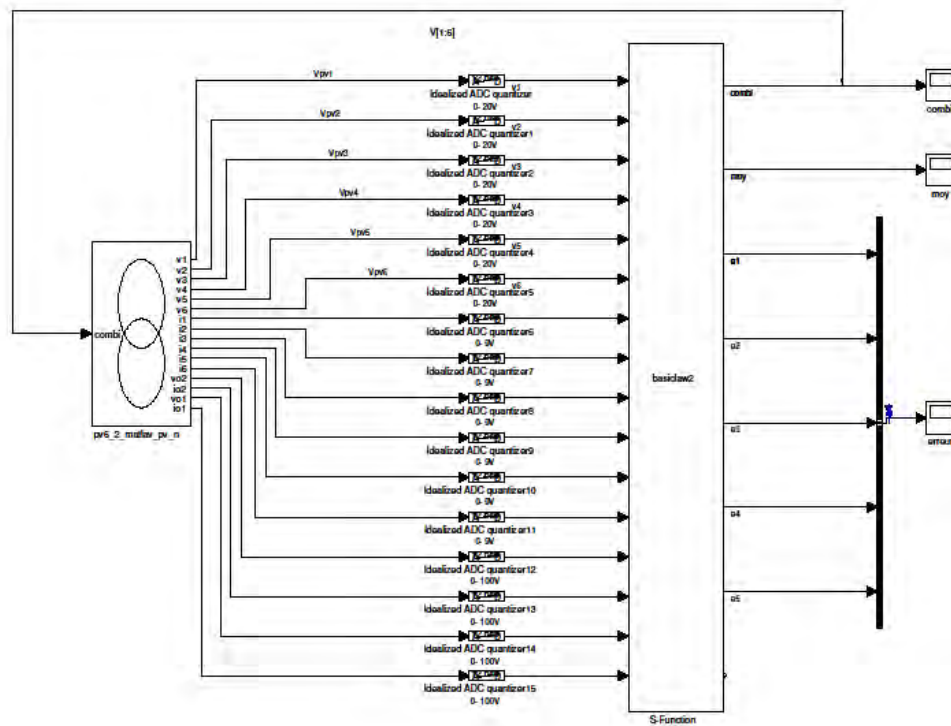 V[1:6]
Vpv1
Vpv2
Vpv3
Vpv4
Vpv5
Vpv6
v1
v2
v3
v4
v5
v6
i1
i2
i3
i4
i5
i6
vo2
io2
vo1
io1
combi
v1
Idealized ADC quantizer
0- 20V
v2
Idealized ADC quantizer1
0- 20V
v3
Idealized ADC quantizer2
0- 20V
v4
Idealized ADC quantizer3
0- 20V
v5
Idealized ADC quantizer4
0- 20V
v6
Idealized ADC quantizer5
0- 20V
Idealized ADC quantizer6
0- 9V
Idealized ADC quantizer7
0- 9V
Idealized ADC quantizer8
0- 9V
Idealized ADC quantizer9
0- 9V
Idealized ADC quantizer10
0- 9V
Idealized ADC quantizer11
0- 9V
Idealized ADC quantizer12
0- 100V
Idealized ADC quantizer13
0- 100V
Idealized ADC quantizer14
0- 100V
Idealized ADC quantizer15
0- 100V
basiclaw2
S-Function
combi
moy
e1
e2
e3
e4
e5
combi
moy
erreur